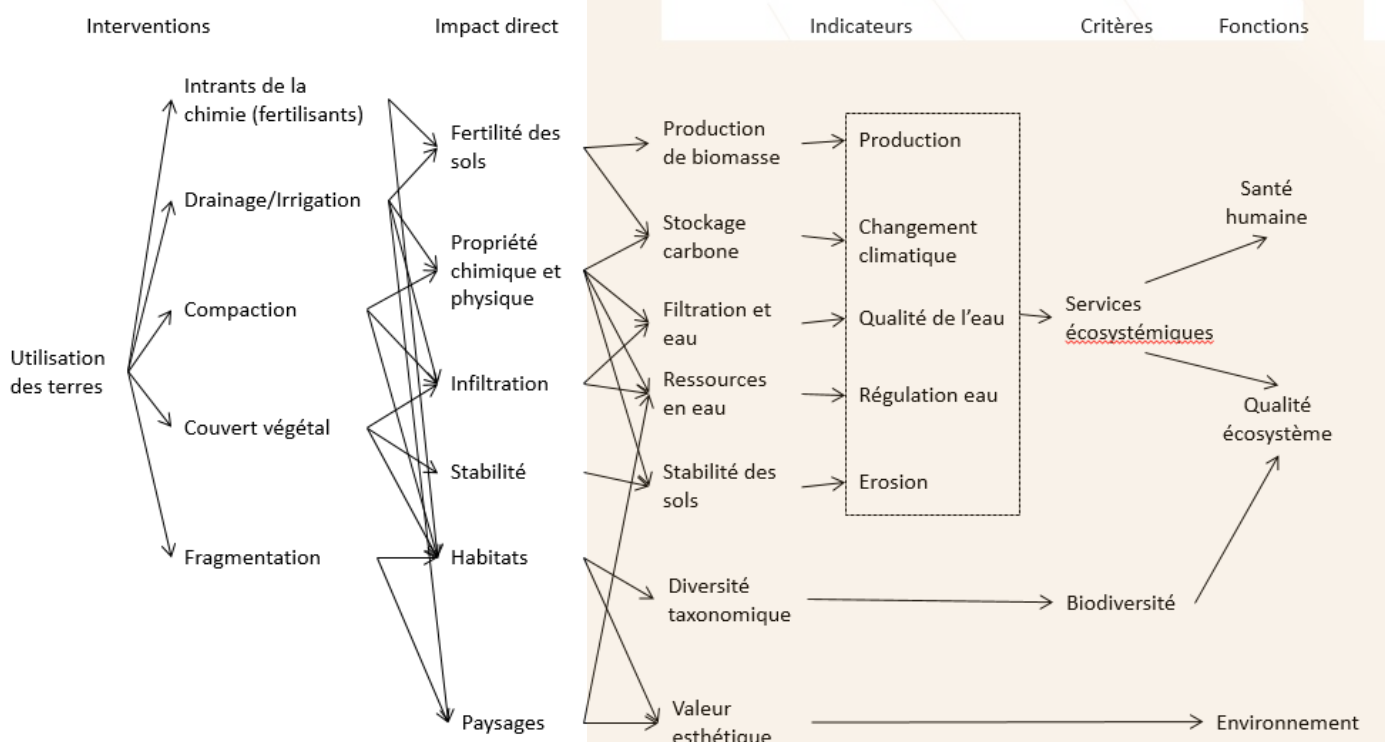 Interventions
Impact direct
Indicateurs
Critères
Fonctions
Utilisation
des terres
Intrants de la
chimie (fertilisants)
Drainage/Irrigation
Compaction
Couvert végétal
Fragmentation
Fertilité des
sols
Propriété
chimique et
physique
Infiltration
Stabilité
Habitats
Paysages
Production
de biomasse
Stockage
carbone
Filtration et
eau
Ressources
en eau
Stabilité des
sols
Diversité
taxonomique
Valeur
esthétique
Production
Changement
climatique
Qualité de l’eau
Régulation eau
Erosion
Services
écosystémiques
Biodiversité
Santé
humaine
Qualité
écosystème
Environnement